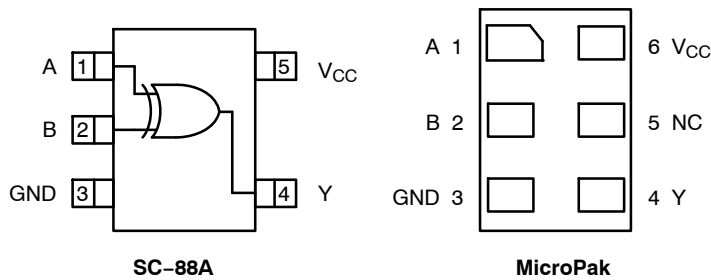 A 1
5 VCC
B 2
GND 3
4 Y
SC–88A
A 1
6 VCC
B 2
5 NC
GND 3
4 Y
MicroPak